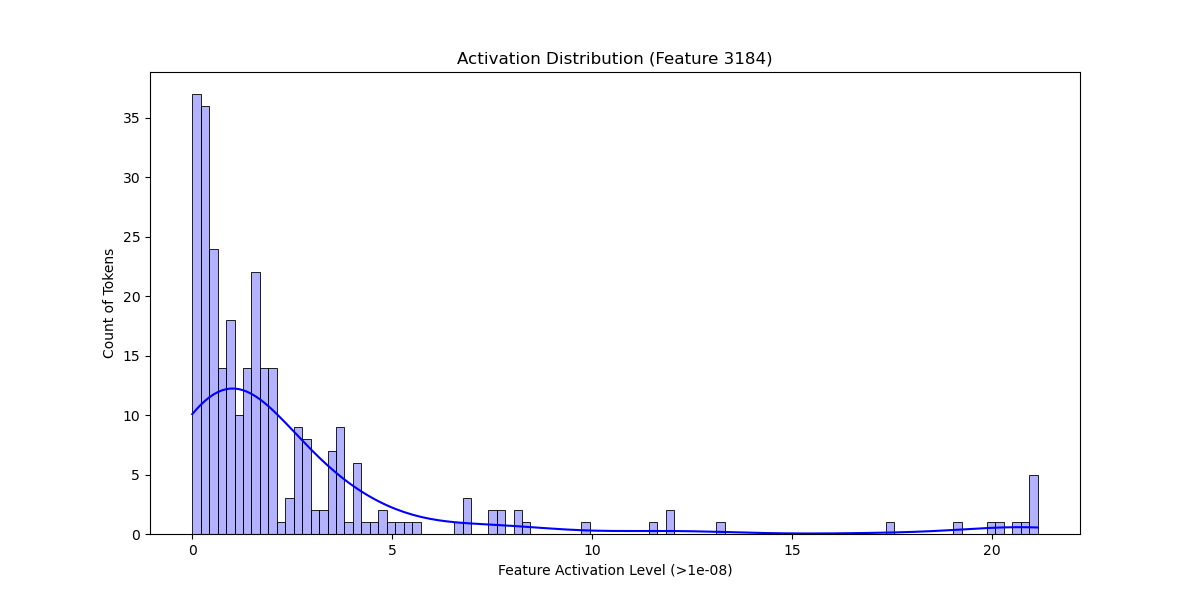 Activation Distribution (Feature 3184)
Count of Tokens
35
30
25
20
15
10
5
0
0 5 10 15 20
Feature Activation Level (>1e-08)